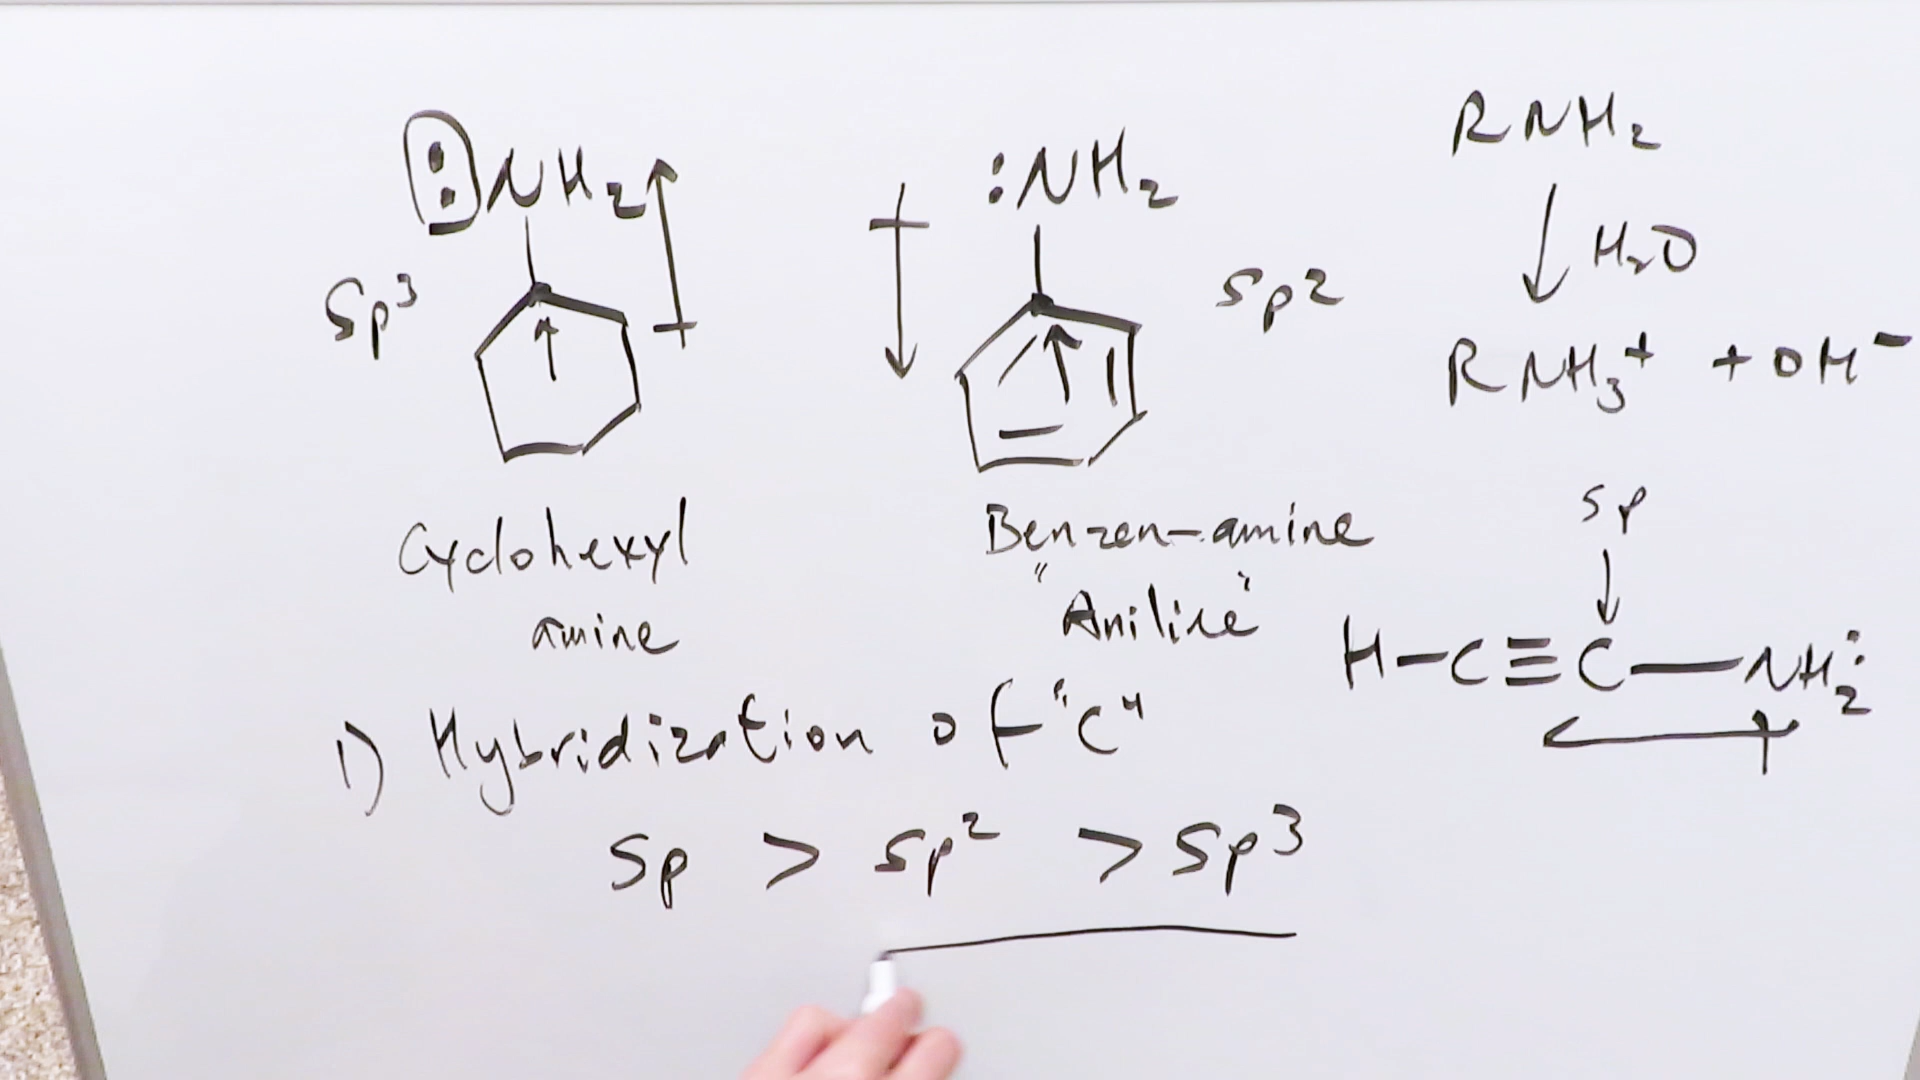 :NH₂
Sp³
Cyclohexyl
amine
:NH₂
Sp²
Benzen-amine
"Aniline"
RNH₂
H₂O
RNH₃⁺ + OH⁻
sp
H-C≡C-NH₂:
1) Hybridization of "C"
Sp > Sp² > Sp³